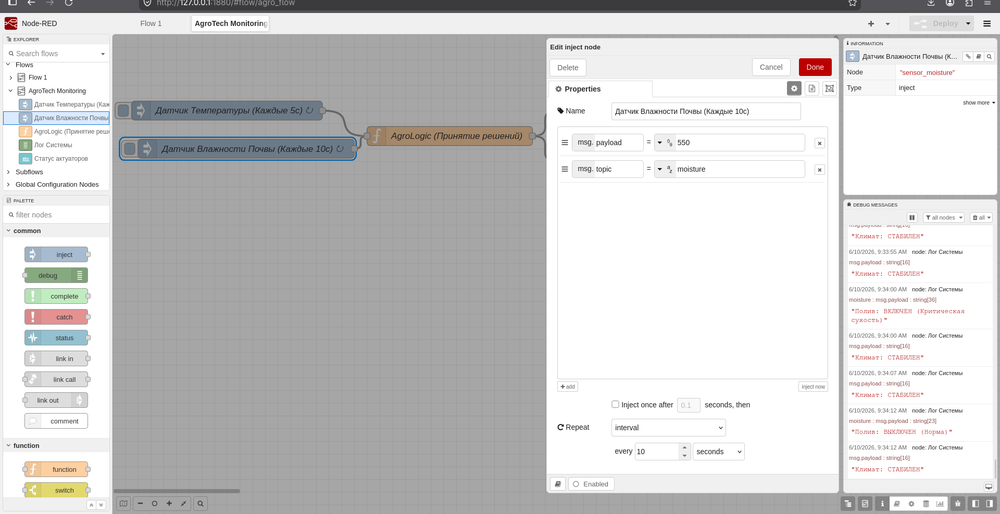 http://127.0.0.1:1880/#flow/agro_flow
Node-RED
Flow 1
AgroTech Monitoring
Deploy
EXPLORER
Search flows
Flows
Flow 1
AgroTech Monitoring
Датчик Температуры (Каж
Датчик Влажности Почвы
AgroLogic (Принятие реше
Лог Системы
abc
Статус актуаторов
Subflows
Global Configuration Nodes
PALETTE
filter nodes
common
inject
debug
complete
catch
status
link in
link call
link out
comment
function
function
switch
Датчик Температуры (Каждые 5с)
Датчик Влажности Почвы (Каждые 10с)
AgroLogic (Принятие решений)
Edit inject node
Delete
Cancel
Done
Properties
Name
Датчик Влажности Почвы (Каждые 10с)
msg. payload = 09 550
msg. topic = az moisture
add
inject now
Inject once after 0.1 seconds, then
Repeat
interval
every 10 seconds
Enabled
INFORMATION
Датчик Влажности Почвы (К...
Node "sensor_moisture"
Type inject
show more
DEBUG MESSAGES
all nodes
all
msg.payload : string[16]
"Климат: СТАБИЛЕН"
6/10/2026, 9:33:55 AM node: Лог Системы
msg.payload : string[16]
"Климат: СТАБИЛЕН"
6/10/2026, 9:34:00 AM node: Лог Системы
moisture : msg.payload : string[36]
"Полив: ВКЛЮЧЕН (Критическая
сухость)"
6/10/2026, 9:34:00 AM node: Лог Системы
msg.payload : string[16]
"Климат: СТАБИЛЕН"
6/10/2026, 9:34:07 AM node: Лог Системы
msg.payload : string[16]
"Климат: СТАБИЛЕН"
6/10/2026, 9:34:12 AM node: Лог Системы
moisture : msg.payload : string[23]
"Полив: ВЫКЛЮЧЕН (Норма)"
6/10/2026, 9:34:12 AM node: Лог Системы
msg.payload : string[16]
"Климат: СТАБИЛЕН"